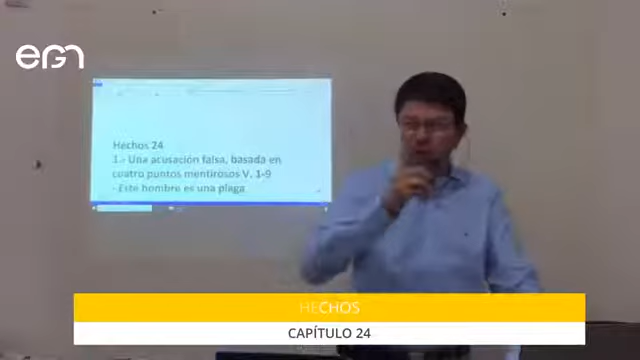 ergn
Hechos 24
1.- Una acusación falsa, basada en
cuatro puntos mentirosos V. 1-9
- Este hombre es una plaga
HECHOS
CAPÍTULO 24